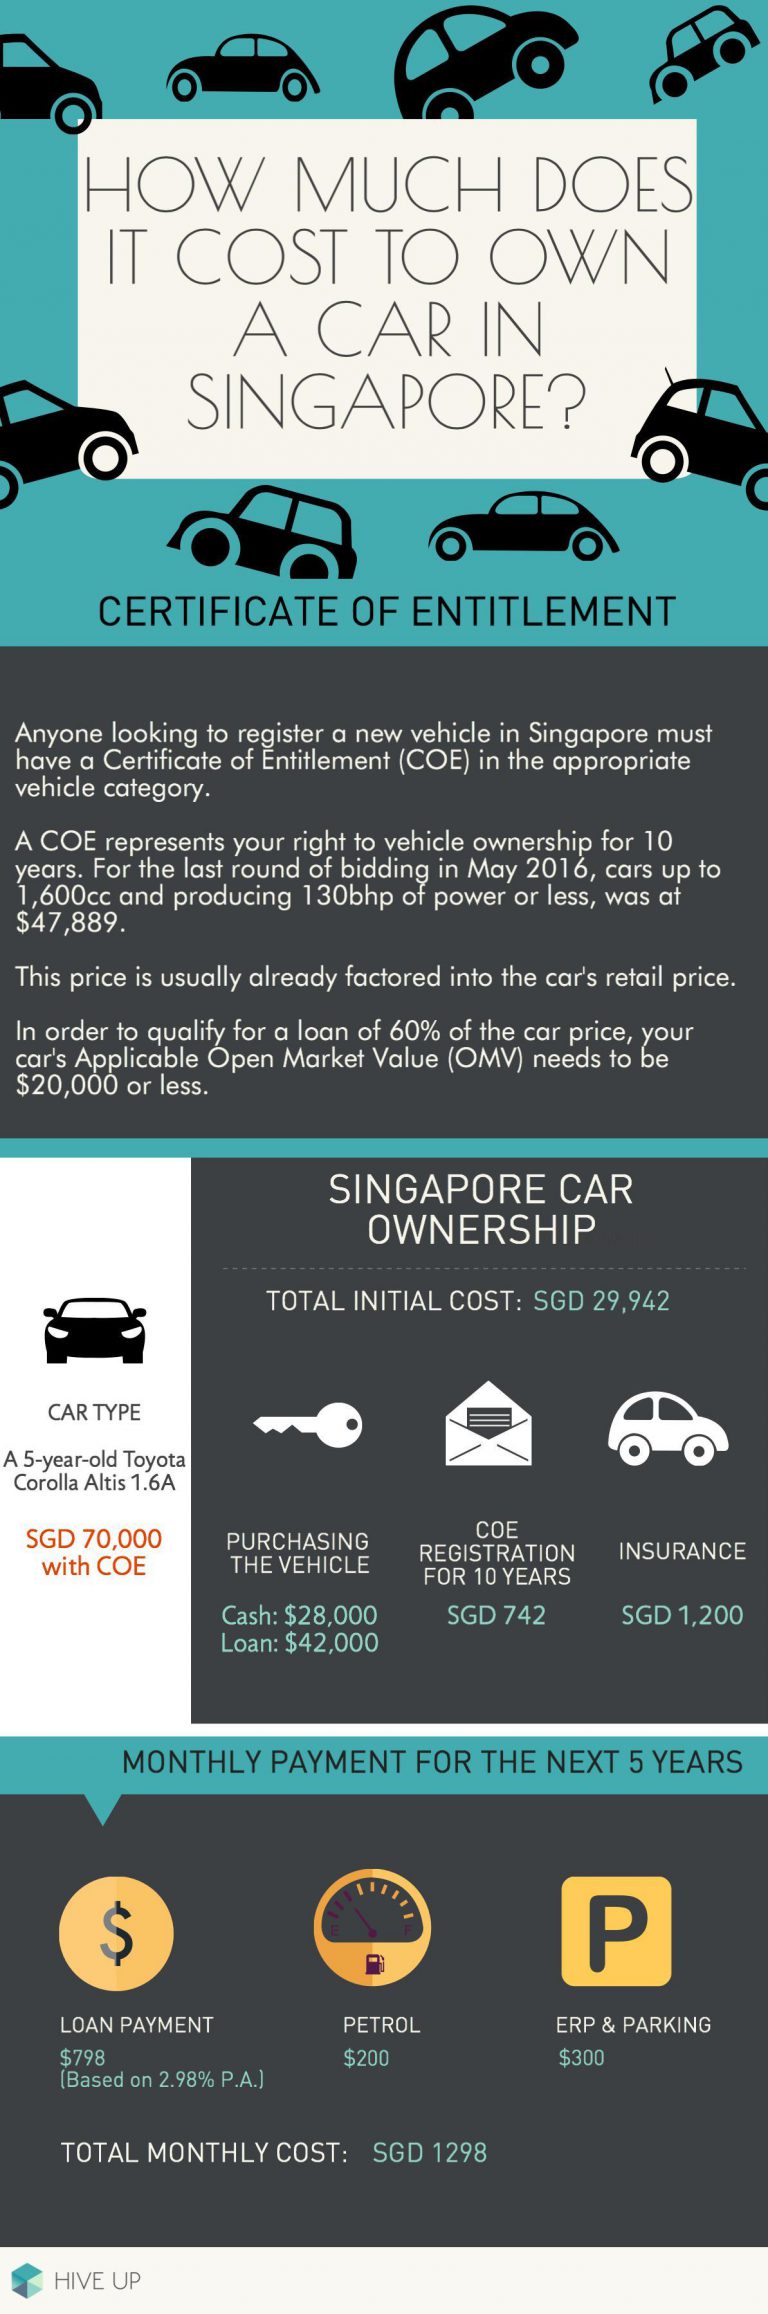 HOW MUCH DOES
IT COST TO OWN
A CAR IN
SINGAPORE?
CERTIFICATE OF ENTITLEMENT
Anyone looking to register a new vehicle in Singapore must
have a Certificate of Entitlement (COE) in the appropriate
vehicle category.
A COE represents your right to vehicle ownership for 10
years. For the last round of bidding in May 2016, cars up to
1,600cc and producing 130bhp of power or less, was at
$47,889.
This price is usually already factored into the car's retail price.
In order to qualify for a loan of 60% of the car price, your
car's Applicable Open Market Value (OMV) needs to be
$20,000 or less.
CAR TYPE
A 5-year-old Toyota
Corolla Altis 1.6A
SGD 70,000
with COE
SINGAPORE CAR
OWNERSHIP
TOTAL INITIAL COST: SGD 29,942
PURCHASING
THE VEHICLE
Cash: $28,000
Loan: $42,000
COE
REGISTRATION
FOR 10 YEARS
SGD 742
INSURANCE
SGD 1,200
MONTHLY PAYMENT FOR THE NEXT 5 YEARS
$
E F
P
LOAN PAYMENT
$798
(Based on 2.98% P.A.)
PETROL
$200
ERP & PARKING
$300
TOTAL MONTHLY COST: SGD 1298
HIVE UP